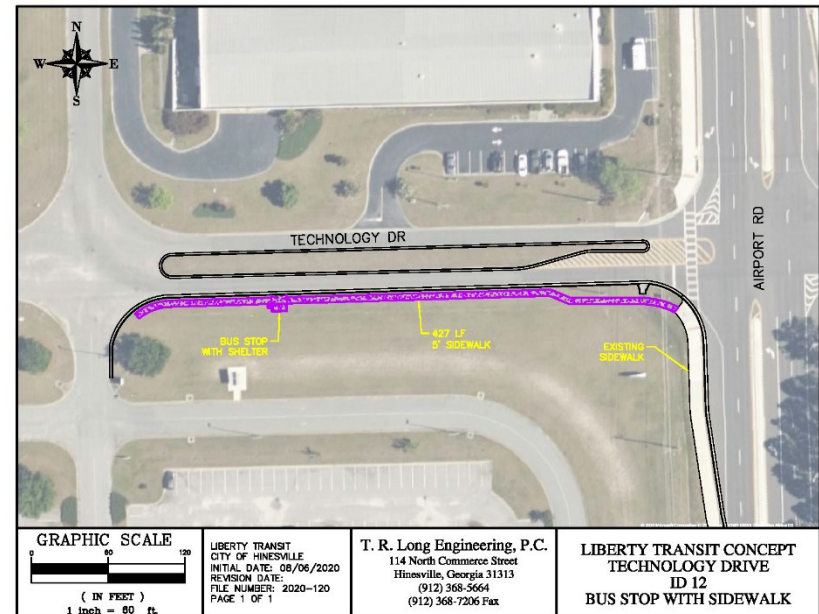 N
W E
S
TECHNOLOGY DR
AIRPORT RD
BUS STOP
WITH SHELTER
427 LF
5' SIDEWALK
EXISTING
SIDEWALK
GRAPHIC SCALE
0 60 120
( IN FEET )
1 inch = 60 ft.
LIBERTY TRANSIT
CITY OF HINESVILLE
INITIAL DATE: 08/06/2020
REVISION DATE:
FILE NUMBER: 2020-120
PAGE 1 OF 1
T. R. Long Engineering, P.C.
114 North Commerce Street
Hinesville, Georgia 31313
(912) 368-5664
(912) 368-7206 Fax
LIBERTY TRANSIT CONCEPT
TECHNOLOGY DRIVE
ID 12
BUS STOP WITH SIDEWALK